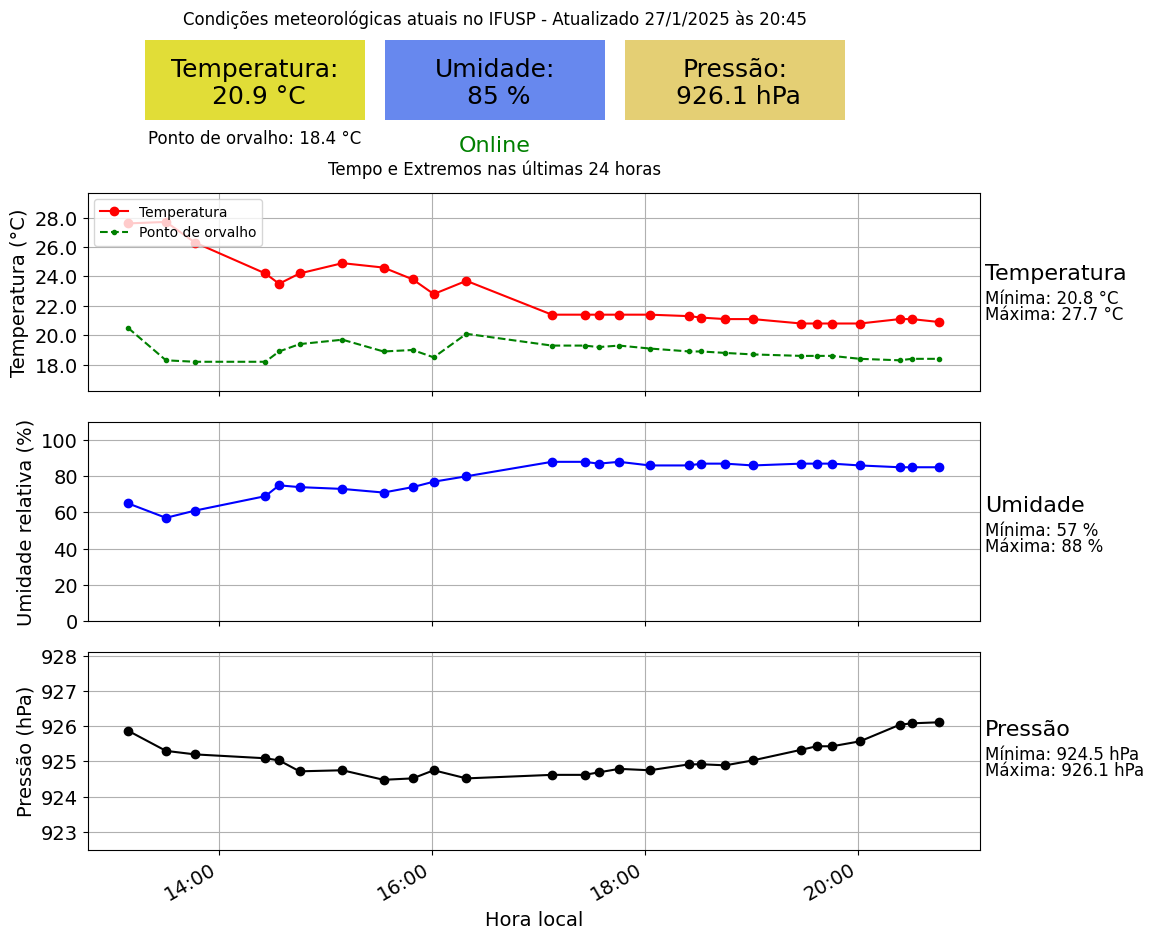 Condições meteorológicas atuais no IFUSP - Atualizado 27/1/2025 às 20:45
Temperatura:
20.9 °C
Umidade:
85 %
Pressão:
926.1 hPa
Ponto de orvalho: 18.4 °C
Online
Tempo e Extremos nas últimas 24 horas
Temperatura (°C)
28.0
26.0
24.0
22.0
20.0
18.0
Temperatura
Ponto de orvalho
Temperatura
Mínima: 20.8 °C
Máxima: 27.7 °C
Umidade relativa (%)
100
80
60
40
20
0
Umidade
Mínima: 57 %
Máxima: 88 %
Pressão (hPa)
928
927
926
925
924
923
Pressão
Mínima: 924.5 hPa
Máxima: 926.1 hPa
14:00
16:00
18:00
20:00
Hora local